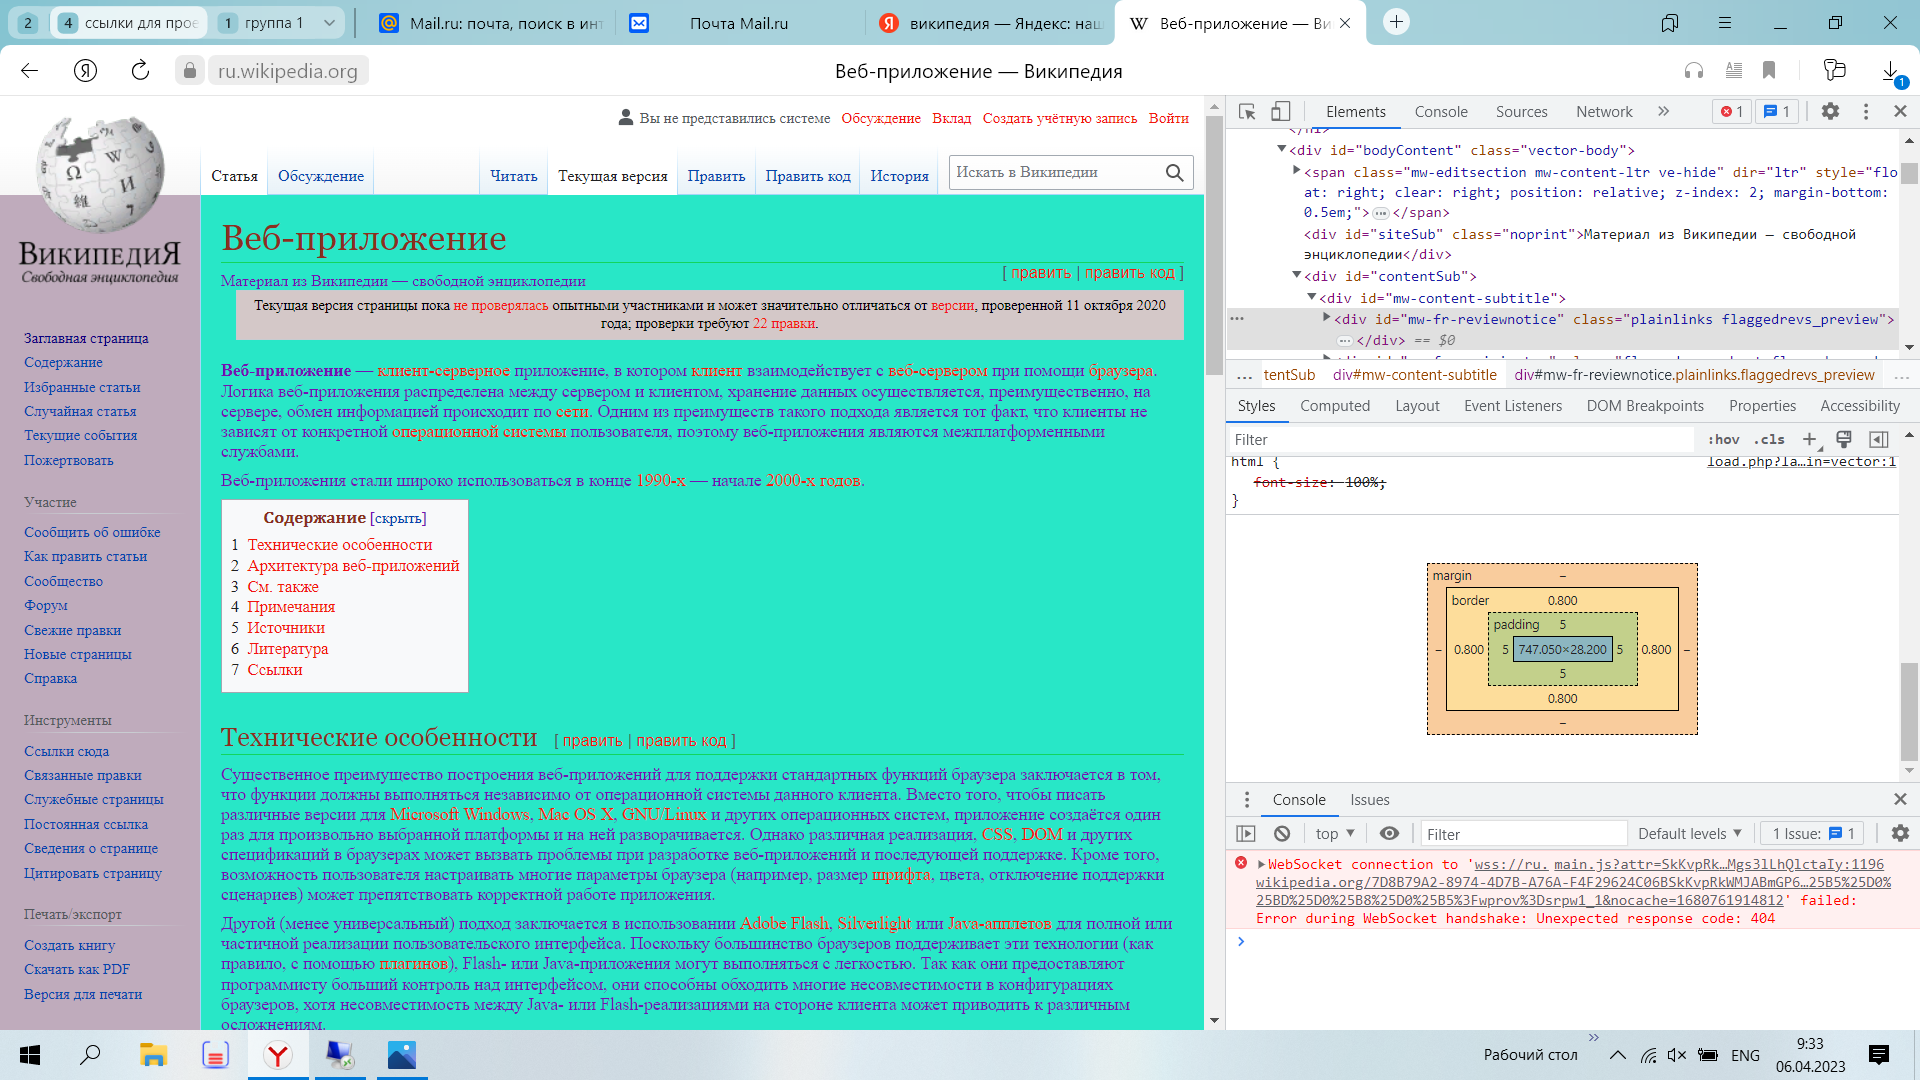 2
4 ссылки для прое
1 группа 1
Mail.ru: почта, поиск в инт
Почта Mail.ru
википедия — Яндекс: наш
Веб-приложение — Ви
ru.wikipedia.org
Веб-приложение — Википедия
1
Вы не представились системе Обсуждение Вклад Создать учётную запись Войти
Статья Обсуждение Читать Текущая версия Править Править код История
Искать в Википедии
ВикипедиЯ
Свободная энциклопедия
Заглавная страница
Содержание
Избранные статьи
Случайная статья
Текущие события
Пожертвовать
Участие
Сообщить об ошибке
Как править статьи
Сообщество
Форум
Свежие правки
Новые страницы
Справка
Инструменты
Ссылки сюда
Связанные правки
Служебные страницы
Постоянная ссылка
Сведения о странице
Цитировать страницу
Печать/экспорт
Создать книгу
Скачать как PDF
Версия для печати
Веб-приложение
[ править | править код ]
Материал из Википедии — свободной энциклопедии
Текущая версия страницы пока не проверялась опытными участниками и может значительно отличаться от версии, проверенной 11 октября 2020
года; проверки требуют 22 правки.
Веб-приложение — клиент-серверное приложение, в котором клиент взаимодействует с веб-сервером при помощи браузера.
Логика веб-приложения распределена между сервером и клиентом, хранение данных осуществляется, преимущественно, на
сервере, обмен информацией происходит по сети. Одним из преимуществ такого подхода является тот факт, что клиенты не
зависят от конкретной операционной системы пользователя, поэтому веб-приложения являются межплатформенными
службами.
Веб-приложения стали широко использоваться в конце 1990-х — начале 2000-х годов.
Содержание [скрыть]
1 Технические особенности
2 Архитектура веб-приложений
3 См. также
4 Примечания
5 Источники
6 Литература
7 Ссылки
Технические особенности [ править | править код ]
Существенное преимущество построения веб-приложений для поддержки стандартных функций браузера заключается в том,
что функции должны выполняться независимо от операционной системы данного клиента. Вместо того, чтобы писать
различные версии для Microsoft Windows, Mac OS X, GNU/Linux и других операционных систем, приложение создаётся один
раз для произвольно выбранной платформы и на ней разворачивается. Однако различная реализация, CSS, DOM и других
спецификаций в браузерах может вызвать проблемы при разработке веб-приложений и последующей поддержке. Кроме того,
возможность пользователя настраивать многие параметры браузера (например, размер шрифта, цвета, отключение поддержки
сценариев) может препятствовать корректной работе приложения.
Другой (менее универсальный) подход заключается в использовании Adobe Flash, Silverlight или Java-апплетов для полной или
частичной реализации пользовательского интерфейса. Поскольку большинство браузеров поддерживает эти технологии (как
правило, с помощью плагинов), Flash- или Java-приложения могут выполняться с легкостью. Так как они предоставляют
программисту больший контроль над интерфейсом, они способны обходить многие несовместимости в конфигурациях
браузеров, хотя несовместимость между Java- или Flash-реализациями на стороне клиента может приводить к различным
осложнениям.
Elements Console Sources Network 1 1
<div id="bodyContent" class="vector-body">
<span class="mw-editsection mw-content-ltr ve-hide" dir="ltr" style="flo
at: right; clear: right; position: relative; z-index: 2; margin-bottom:
0.5em;">…</span>
<div id="siteSub" class="noprint">Материал из Википедии — свободной
энциклопедии</div>
<div id="contentSub">
<div id="mw-content-subtitle">
<div id="mw-fr-reviewnotice" class="plainlinks flaggedrevs_preview">
…</div> == $0
… tentSub div#mw-content-subtitle div#mw-fr-reviewnotice.plainlinks.flaggedrevs_preview …
Styles Computed Layout Event Listeners DOM Breakpoints Properties Accessibility
Filter :hov .cls +
html { load.php?la…in=vector:1
font-size: 100%;
}
margin –
border 0.800
padding 5
– 0.800 5 747.050×28.200 5 0.800 –
5
0.800
–
Console Issues
top Filter Default levels 1 Issue: 1
WebSocket connection to 'wss://ru. main.js?attr=SkKvpRk…Mgs3lLhQlctaIy:1196
wikipedia.org/7D8B79A2-8974-4D7B-A76A-F4F29624C06BSkKvpRkWMJABmGP6…25B5%25D0%
25BD%25D0%25B8%25D0%25B5%3Fwprov%3Dsrpw1_1&nocache=1680761914812' failed:
Error during WebSocket handshake: Unexpected response code: 404
Рабочий стол
ENG
9:33
06.04.2023